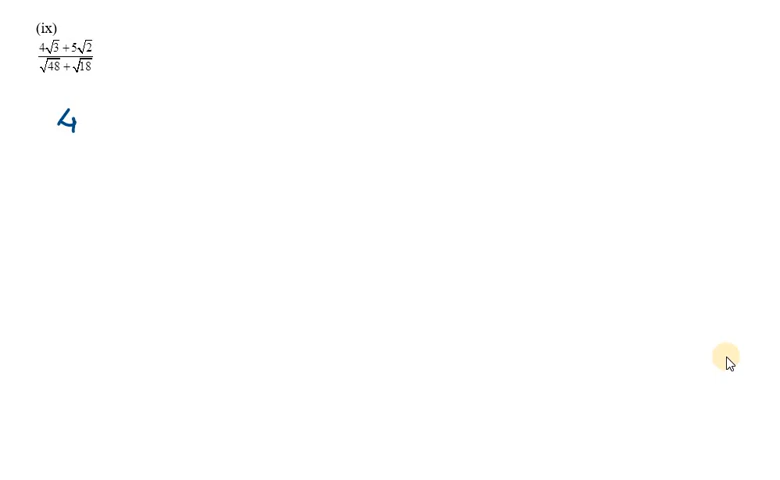 (ix)
4√3 + 5√2
√48 + √18
4